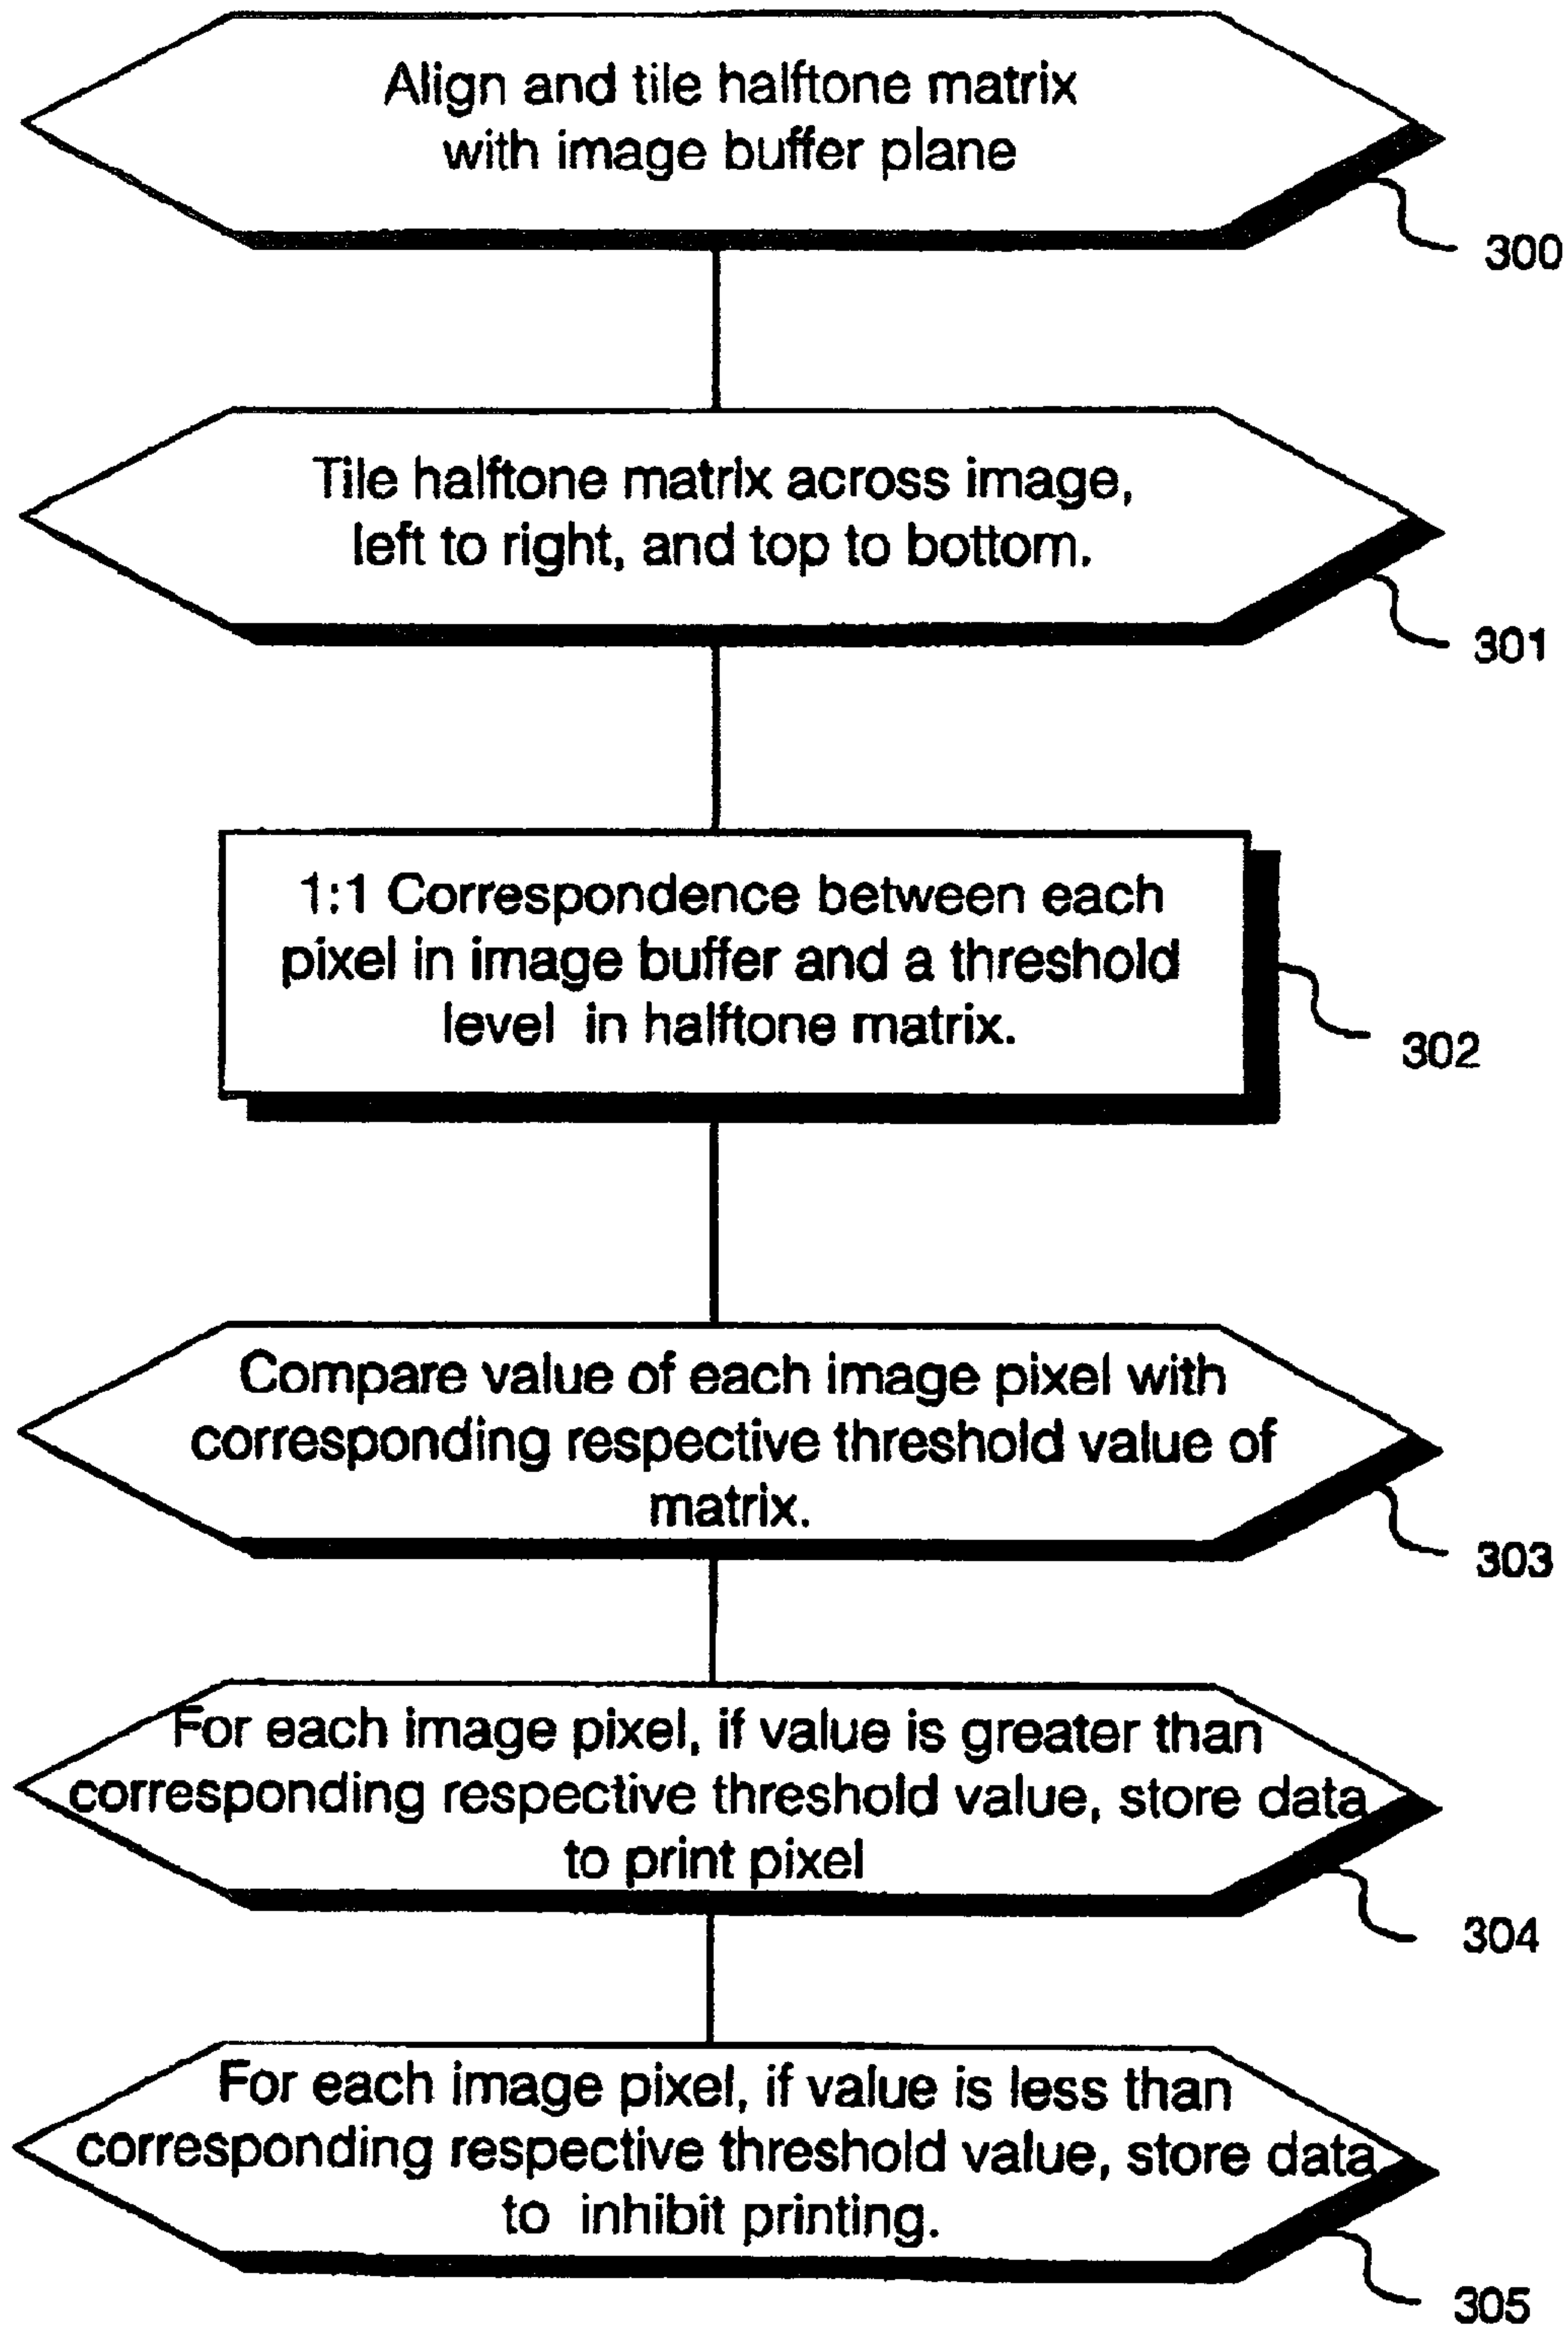 Align and tile halftone matrix
with image buffer plane
300
Tile halftone matrix across image,
left to right, and top to bottom.
301
1:1 Correspondence between each
pixel in image buffer and a threshold
level in halftone matrix.
302
Compare value of each image pixel with
corresponding respective threshold value of
matrix.
303
For each image pixel, if value is greater than
corresponding respective threshold value, store data
to print pixel
304
For each image pixel, if value is less than
corresponding respective threshold value, store data
to inhibit printing.
305